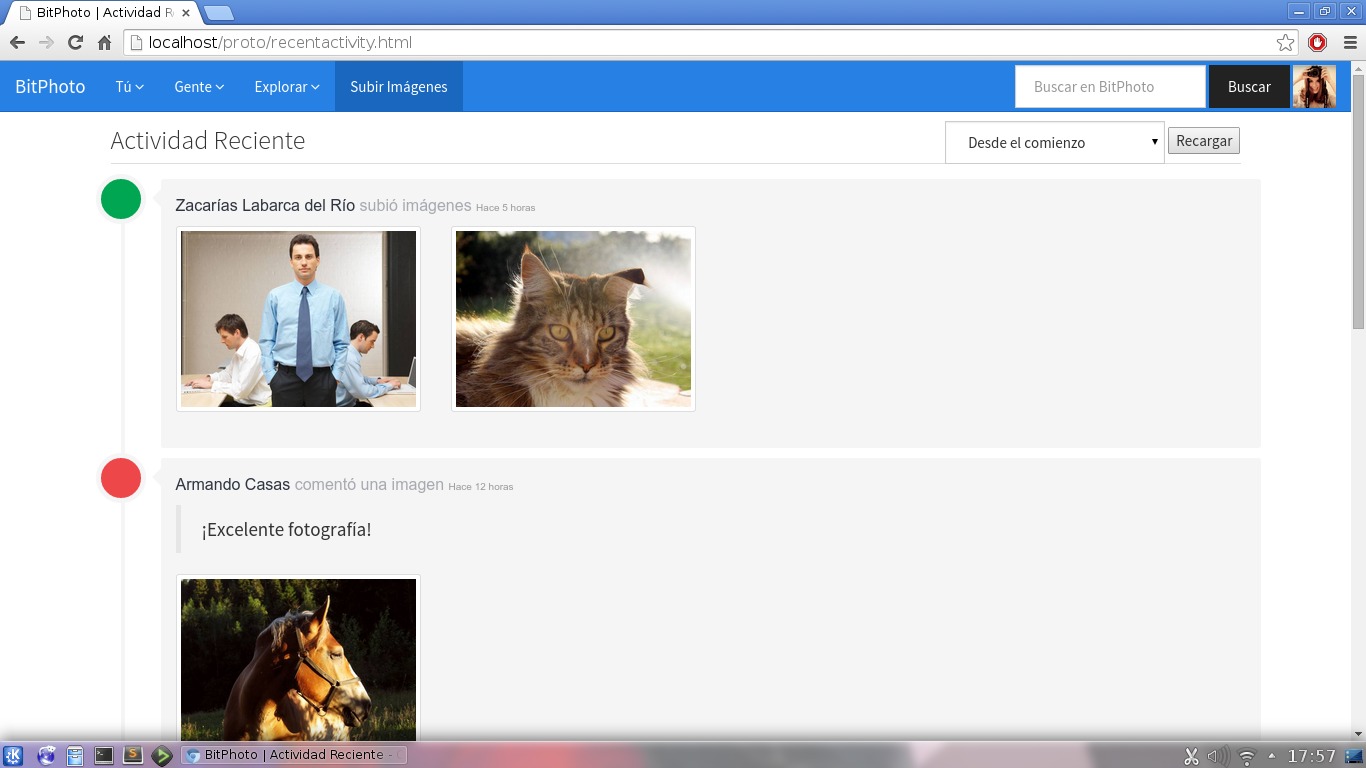 BitPhoto | Actividad R
localhost/proto/recentactivity.html
BitPhoto Tú Gente Explorar Subir Imágenes Buscar en BitPhoto Buscar
Actividad Reciente Desde el comienzo Recargar
Zacarías Labarca del Río subió imágenes Hace 5 horas
Armando Casas comentó una imagen Hace 12 horas
¡Excelente fotografía!
BitPhoto | Actividad Reciente - 17:57